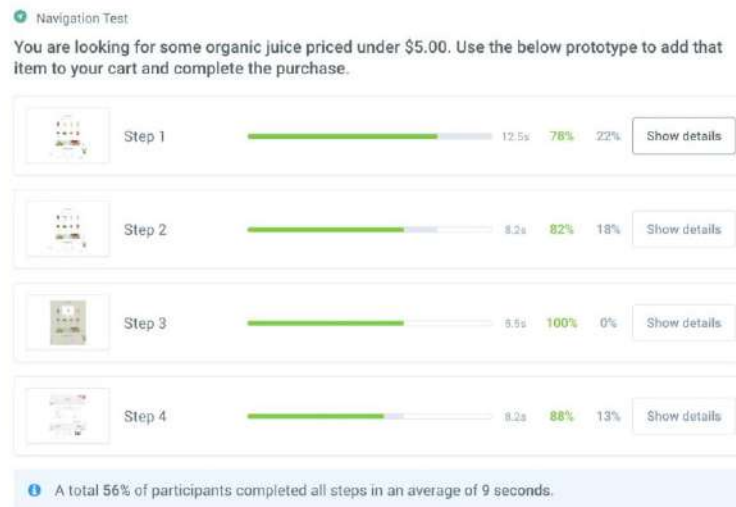 Navigation Test
You are looking for some organic juice priced under $5.00. Use the below prototype to add that
item to your cart and complete the purchase.
Step 1 12.5s 78% 22% Show details
Step 2 8.2s 82% 18% Show details
Step 3 100% 0% Show details
Step 4 8.2s 88% 13% Show details
A total 56% of participants completed all steps in an average of 9 seconds.